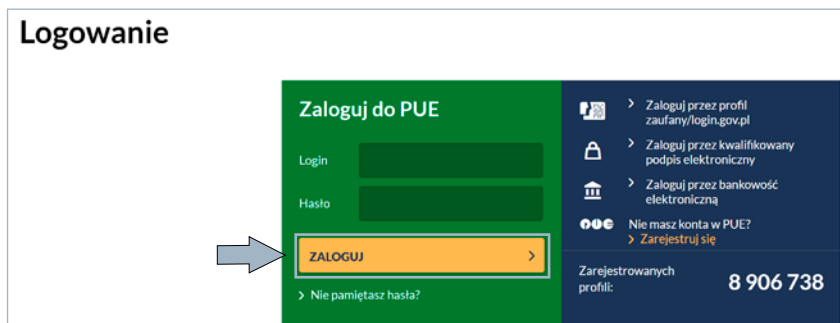 Logowanie
Zaloguj do PUE
Login
Hasło
ZALOGUJ
Nie pamiętasz hasła?
Zaloguj przez profil
zaufany/login.gov.pl
Zaloguj przez kwalifikowany
podpis elektroniczny
Zaloguj przez bankowość
elektroniczną
Nie masz konta w PUE?
Zarejestruj się
Zarejestrowanych
profili:
8 906 738